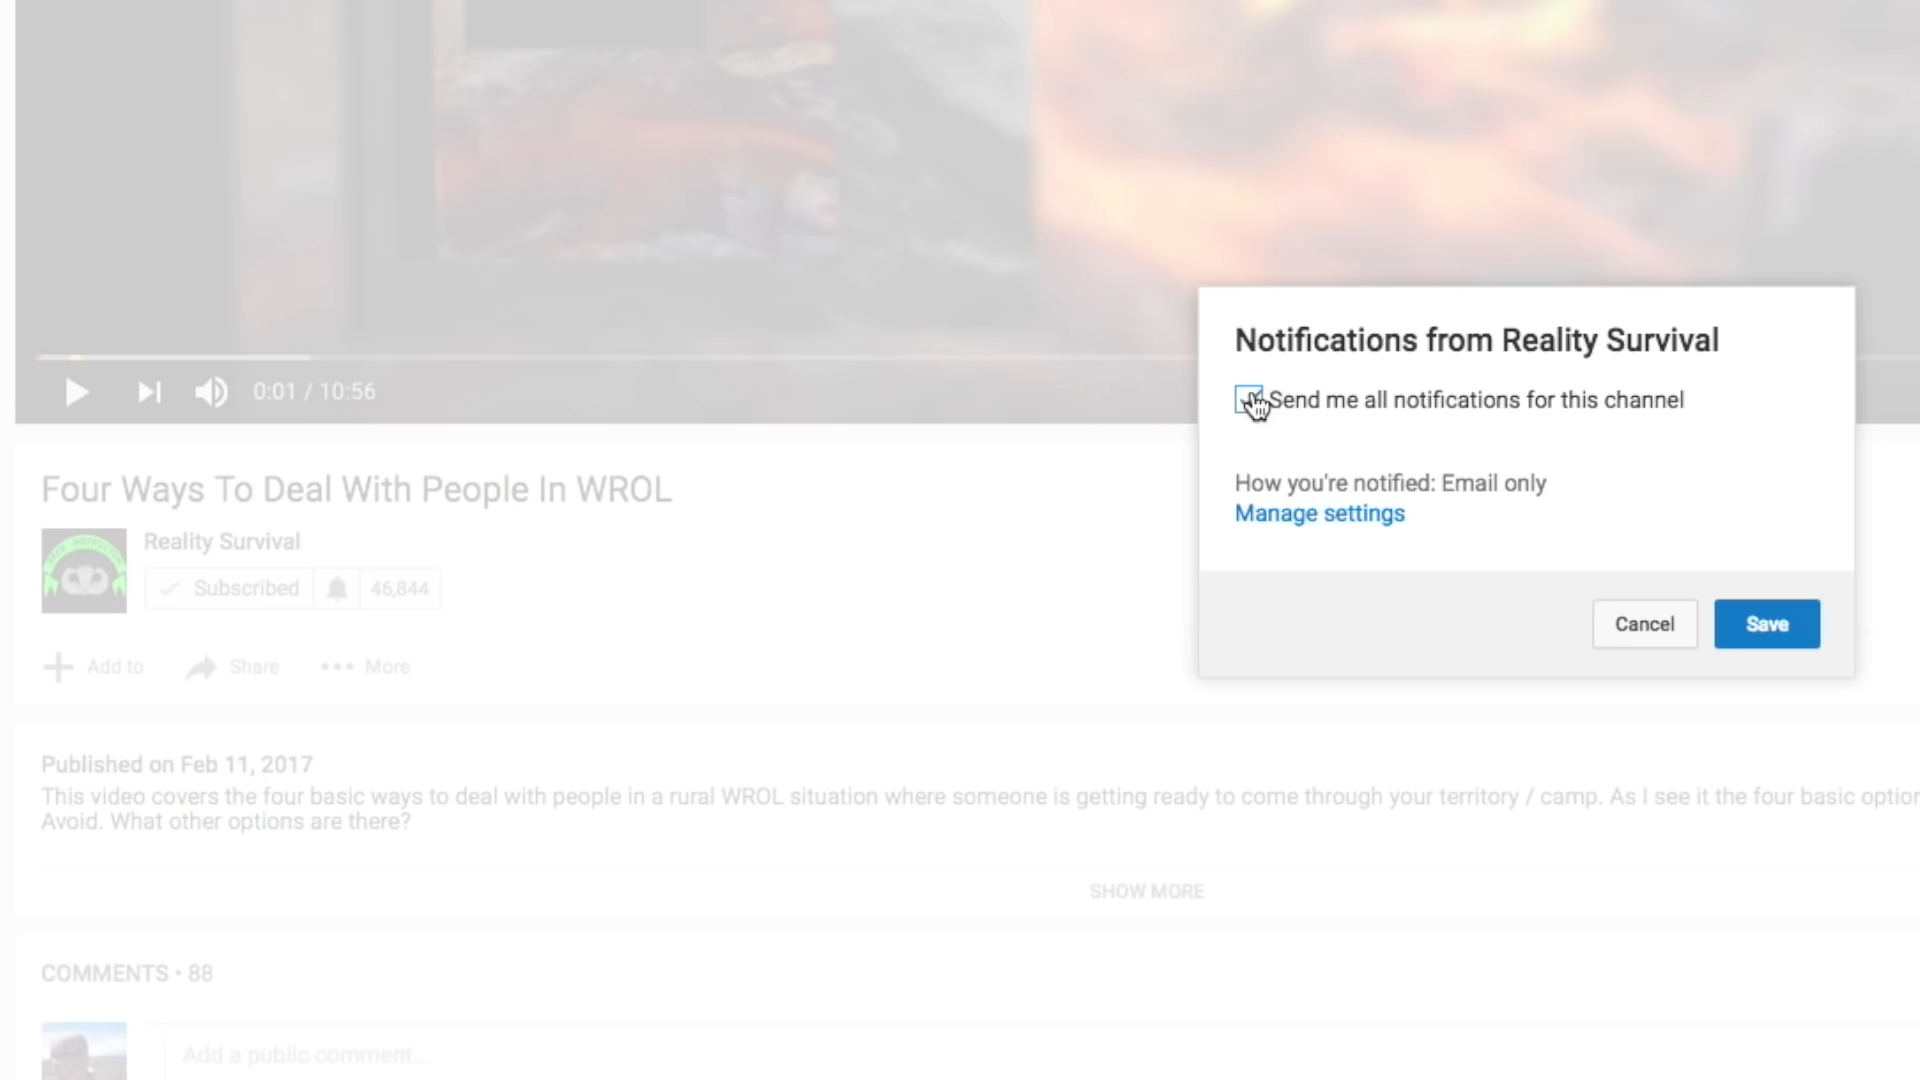 0:01 / 10:56
Notifications from Reality Survival
Send me all notifications for this channel
How you're notified: Email only
Manage settings
Cancel
Save
Four Ways To Deal With People In WROL
Reality Survival
Subscribed
46,844
Add to
Share
More
Published on Feb 11, 2017
This video covers the four basic ways to deal with people in a rural WROL situation where someone is getting ready to come through your territory / camp. As I see it the four basic
Avoid. What other options are there?
SHOW MORE
COMMENTS • 88
Add a public comment...